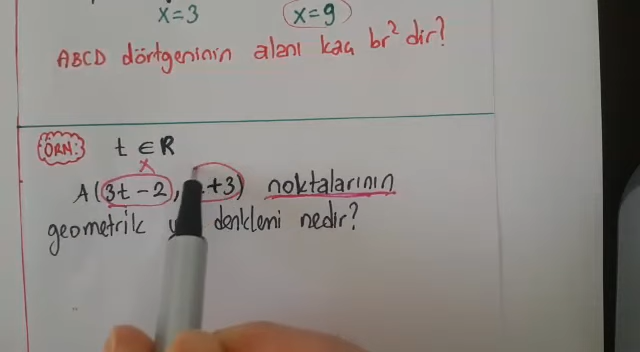 x=3 x=9
ABCD dörtgeninin alanı kaç br² dir?
ÖRN: t ∈ R
x
A(3t-2, +3) noktalarının
geometrik denklemi nedir?